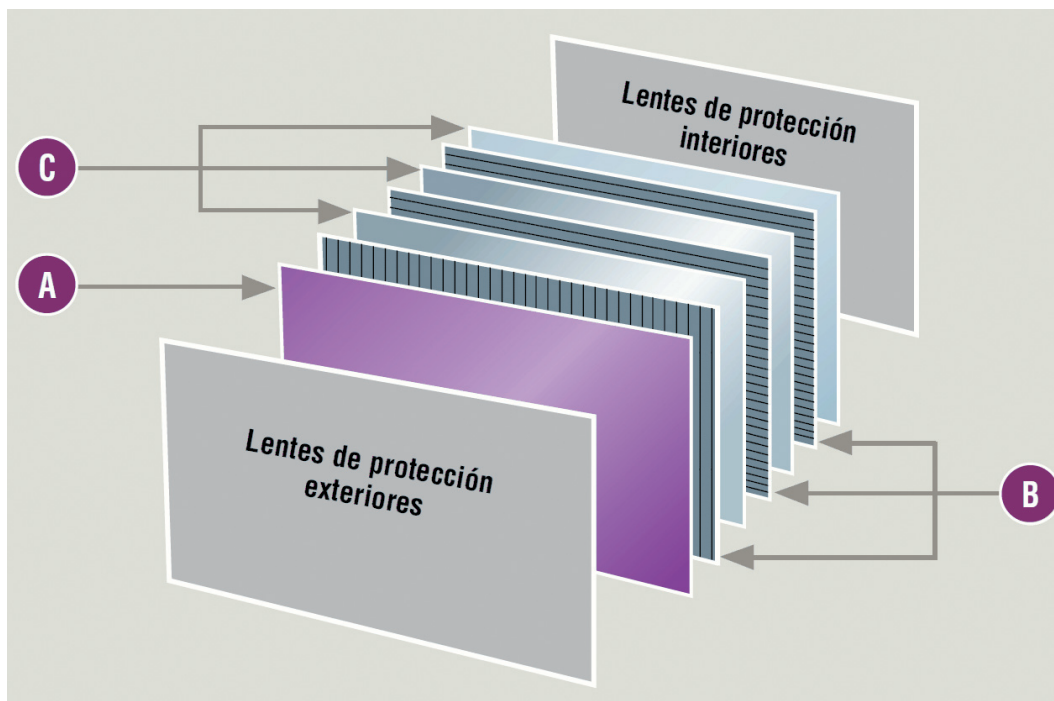 Lentes de protección
interiores
C
A
Lentes de protección
exteriores
B